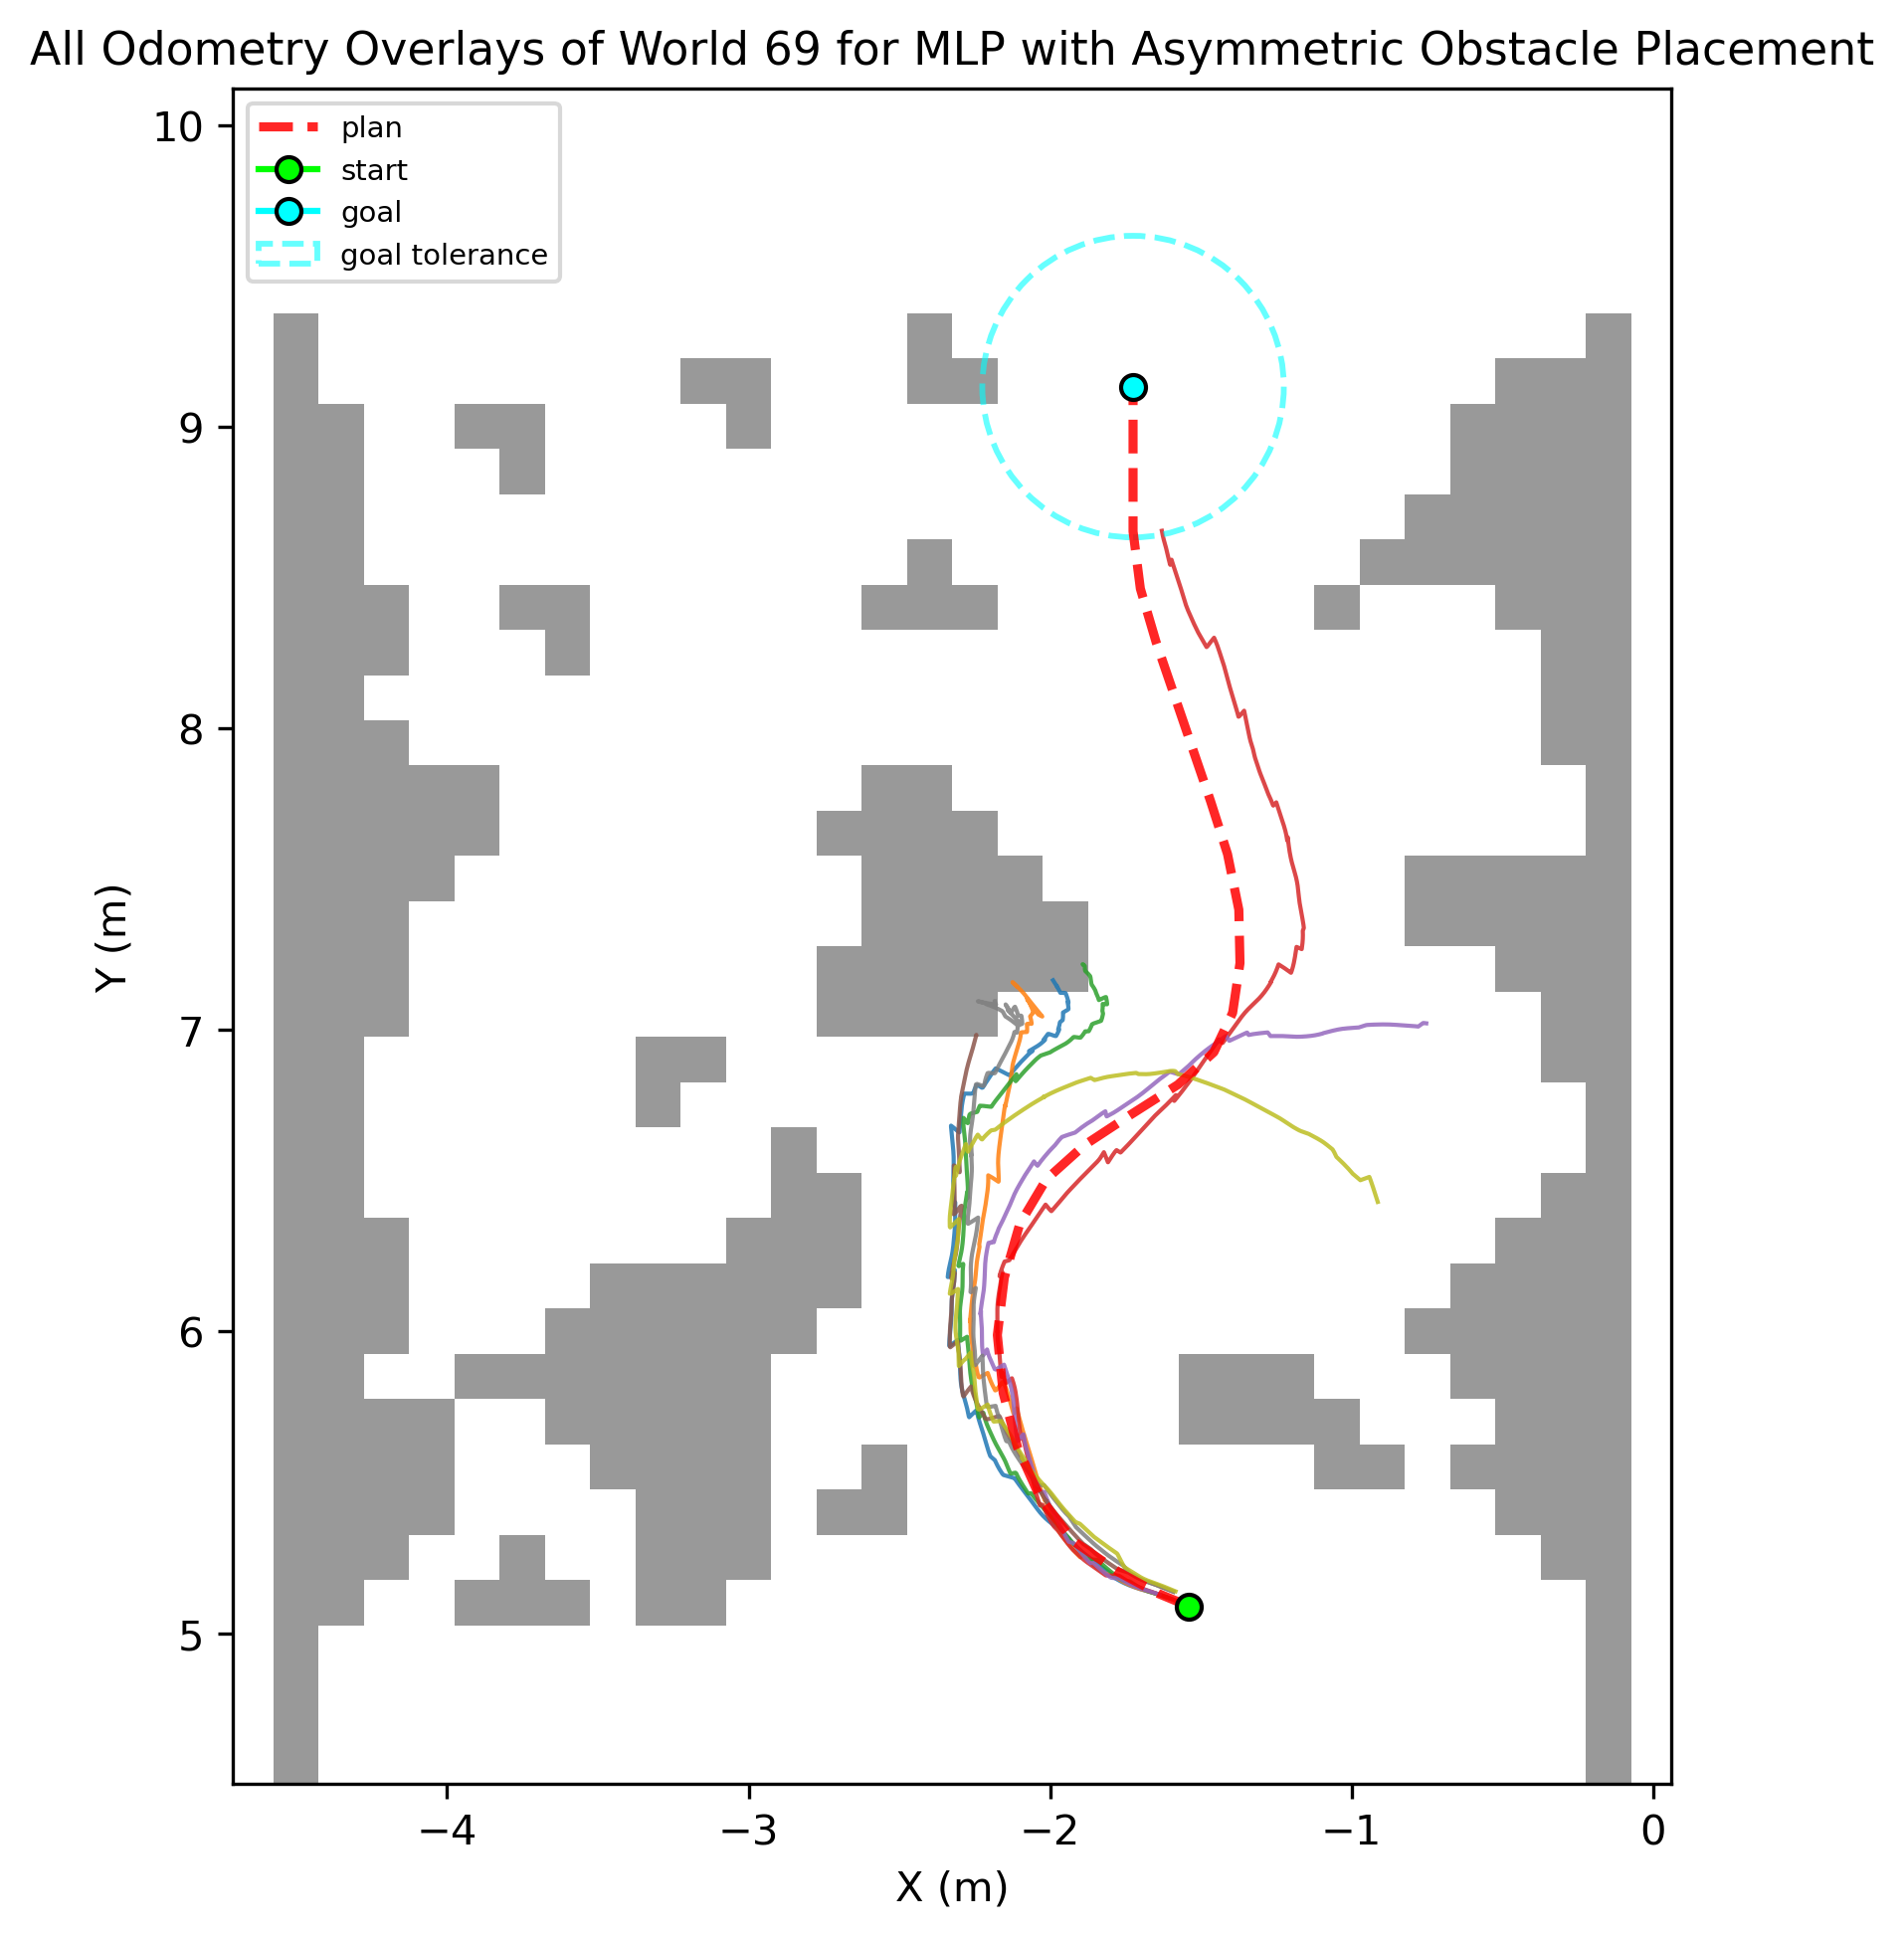 All Odometry Overlays of World 69 for MLP with Asymmetric Obstacle Placement
plan
start
goal
goal tolerance
10
9
8
7
6
5
Y (m)
−4
−3
−2
−1
0
X (m)